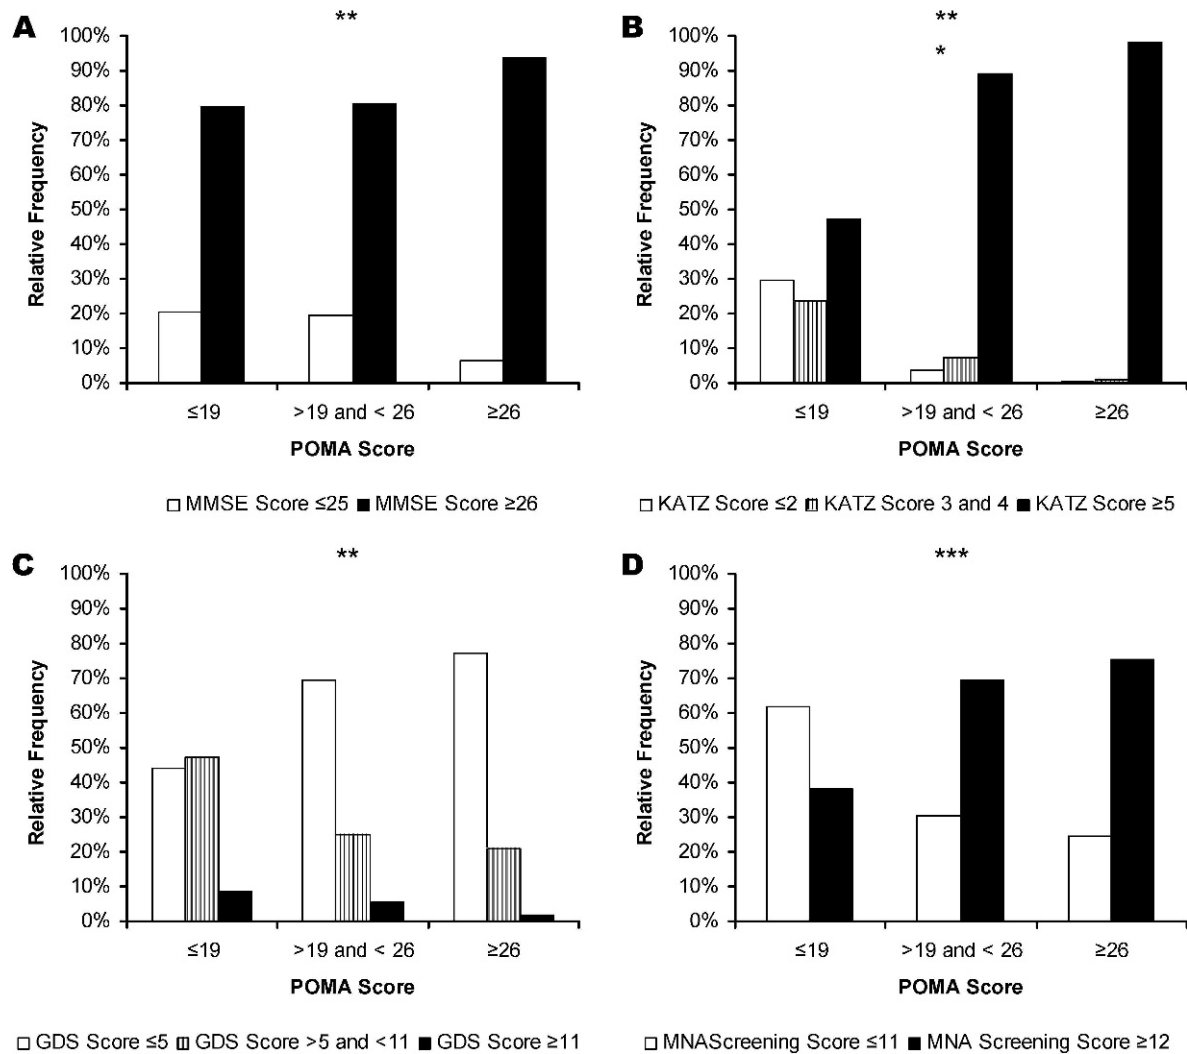 A
**
Relative Frequency
100%
90%
80%
70%
60%
50%
40%
30%
20%
10%
0%
≤19 >19 and < 26 ≥26
POMA Score
MMSE Score ≤25 MMSE Score ≥26
B
**
*
Relative Frequency
100%
90%
80%
70%
60%
50%
40%
30%
20%
10%
0%
≤19 >19 and < 26 ≥26
POMA Score
KATZ Score ≤2 KATZ Score 3 and 4 KATZ Score ≥5
C
**
Relative Frequency
100%
90%
80%
70%
60%
50%
40%
30%
20%
10%
0%
≤19 >19 and < 26 ≥26
POMA Score
GDS Score ≤5 GDS Score >5 and <11 GDS Score ≥11
D
***
Relative Frequency
100%
90%
80%
70%
60%
50%
40%
30%
20%
10%
0%
≤19 >19 and < 26 ≥26
POMA Score
MNAScreening Score ≤11 MNA Screening Score ≥12